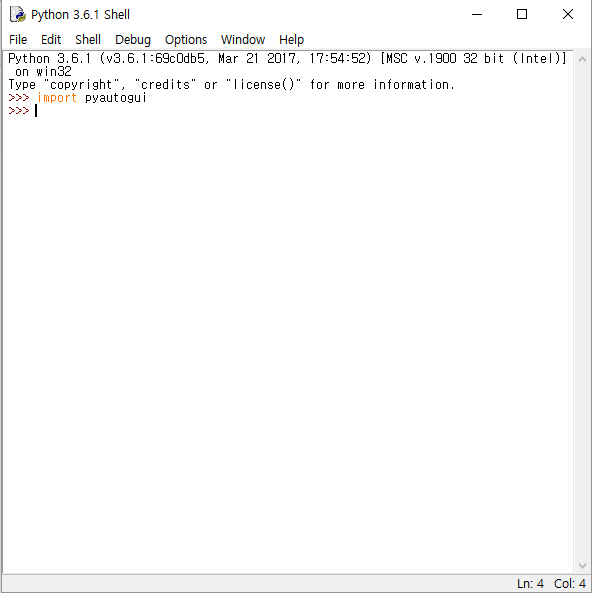 Python 3.6.1 Shell
File Edit Shell Debug Options Window Help
Python 3.6.1 (v3.6.1:69c0db5, Mar 21 2017, 17:54:52) [MSC v.1900 32 bit (Intel)]
 on win32
Type "copyright", "credits" or "license()" for more information.
>>> import pyautogui
>>>
Ln: 4 Col: 4